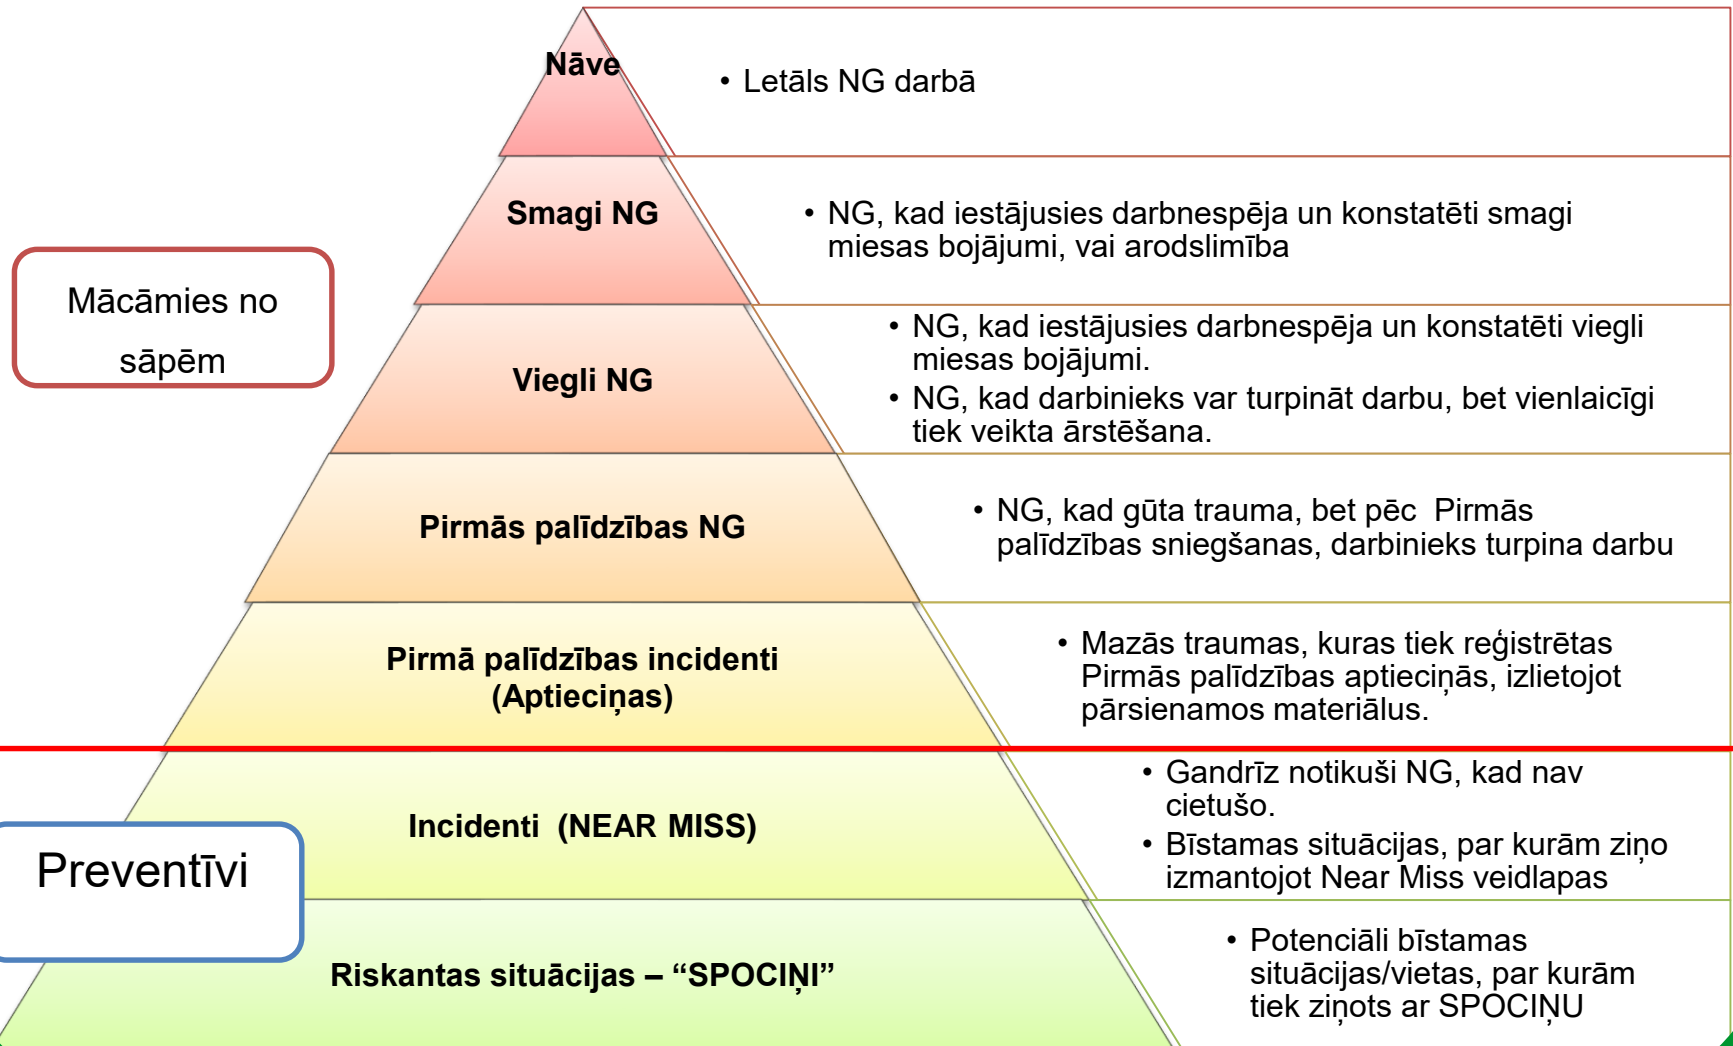 Nāve
• Letāls NG darbā
Smagi NG
• NG, kad iestājusies darbnespēja un konstatēti smagi
miesas bojājumi, vai arodslimība
Mācāmies no
sāpēm
Viegli NG
• NG, kad iestājusies darbnespēja un konstatēti viegli
miesas bojājumi.
• NG, kad darbinieks var turpināt darbu, bet vienlaicīgi
tiek veikta ārstēšana.
Pirmās palīdzības NG
• NG, kad gūta trauma, bet pēc Pirmās
palīdzības sniegšanas, darbinieks turpina darbu
Pirmā palīdzības incidenti
(Aptieciņas)
• Mazās traumas, kuras tiek reģistrētas
Pirmās palīdzības aptieciņās, izlietojot
pārsienamos materiālus.
Incidenti (NEAR MISS)
• Gandrīz notikuši NG, kad nav
cietušo.
• Bīstamas situācijas, par kurām ziņo
izmantojot Near Miss veidlapas
Preventīvi
Riskantas situācijas – “SPOCIŅI”
• Potenciāli bīstamas
situācijas/vietas, par kurām
tiek ziņots ar SPOCIŅU